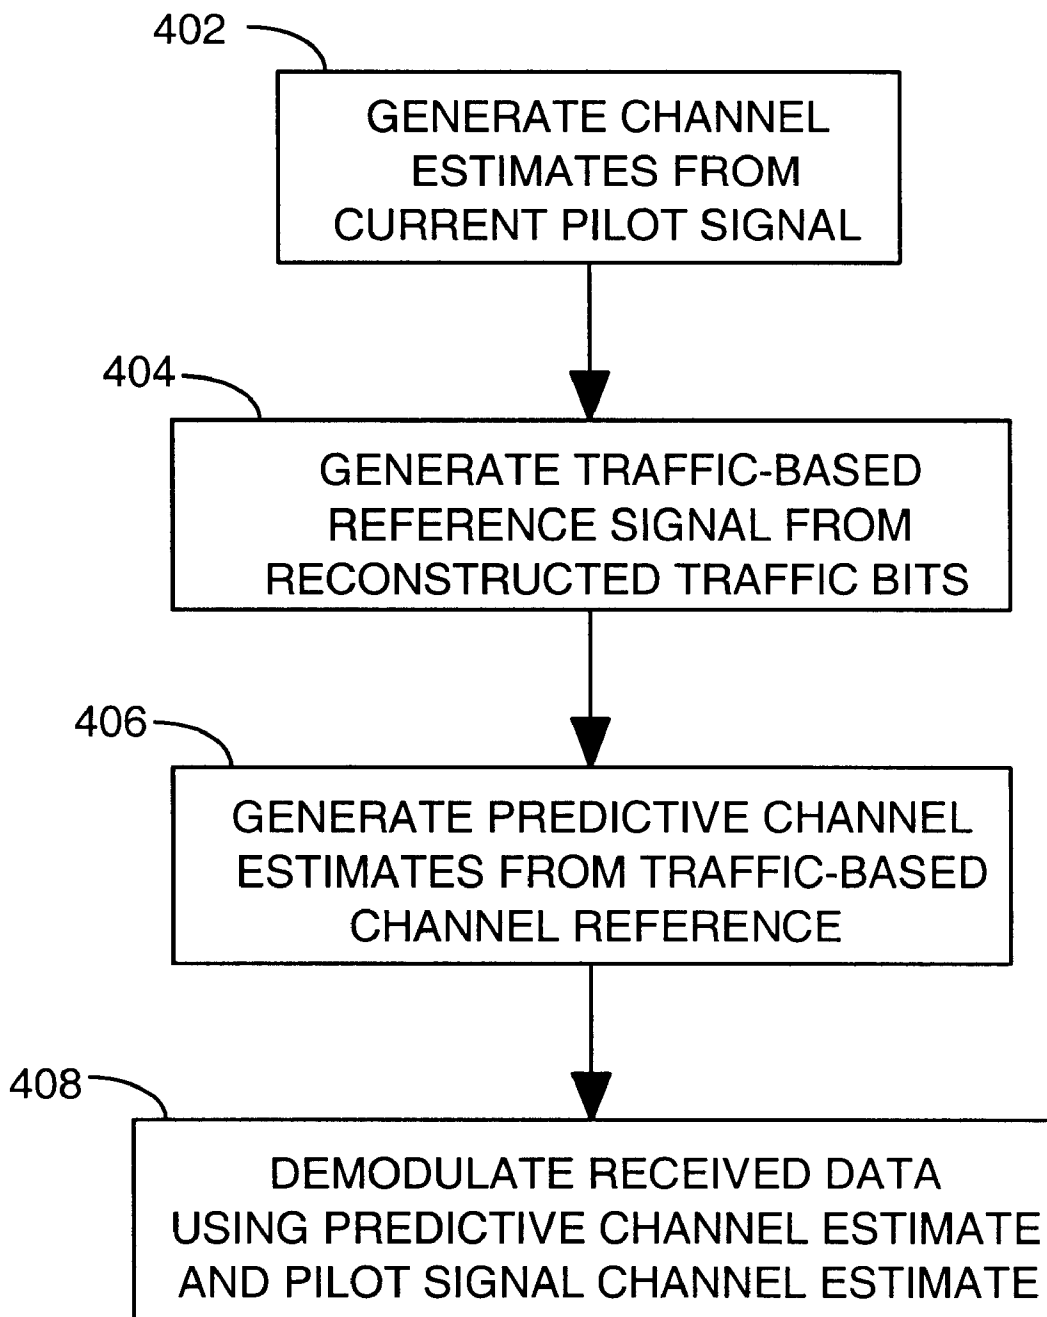 402
GENERATE CHANNEL
ESTIMATES FROM
CURRENT PILOT SIGNAL
404
GENERATE TRAFFIC-BASED
REFERENCE SIGNAL FROM
RECONSTRUCTED TRAFFIC BITS
406
GENERATE PREDICTIVE CHANNEL
ESTIMATES FROM TRAFFIC-BASED
CHANNEL REFERENCE
408
DEMODULATE RECEIVED DATA
USING PREDICTIVE CHANNEL ESTIMATE
AND PILOT SIGNAL CHANNEL ESTIMATE